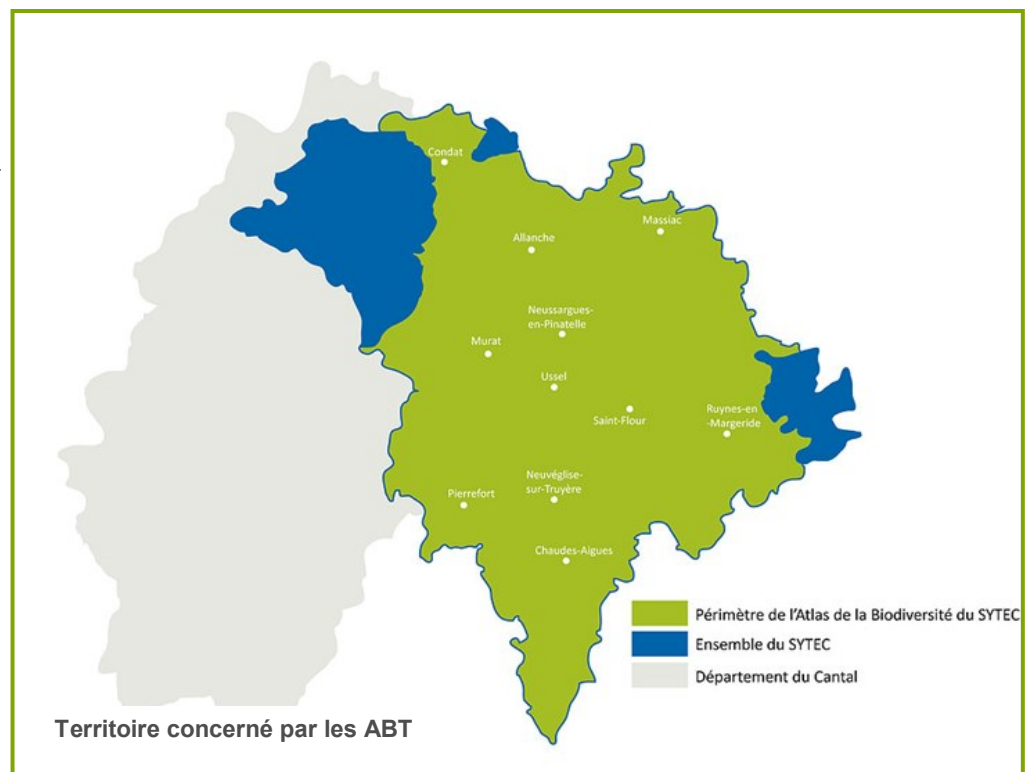 Condat
Massiac
Allanche
Neussargues-
en-Pinatelle
Murat
Ussel
Saint-Flour
Ruynes-en
-Margeride
Neuvéglise-
sur-Truyère
Pierrefort
Chaudes-Aigues
Périmètre de l'Atlas de la Biodiversité du SYTEC
Ensemble du SYTEC
Département du Cantal
Territoire concerné par les ABT